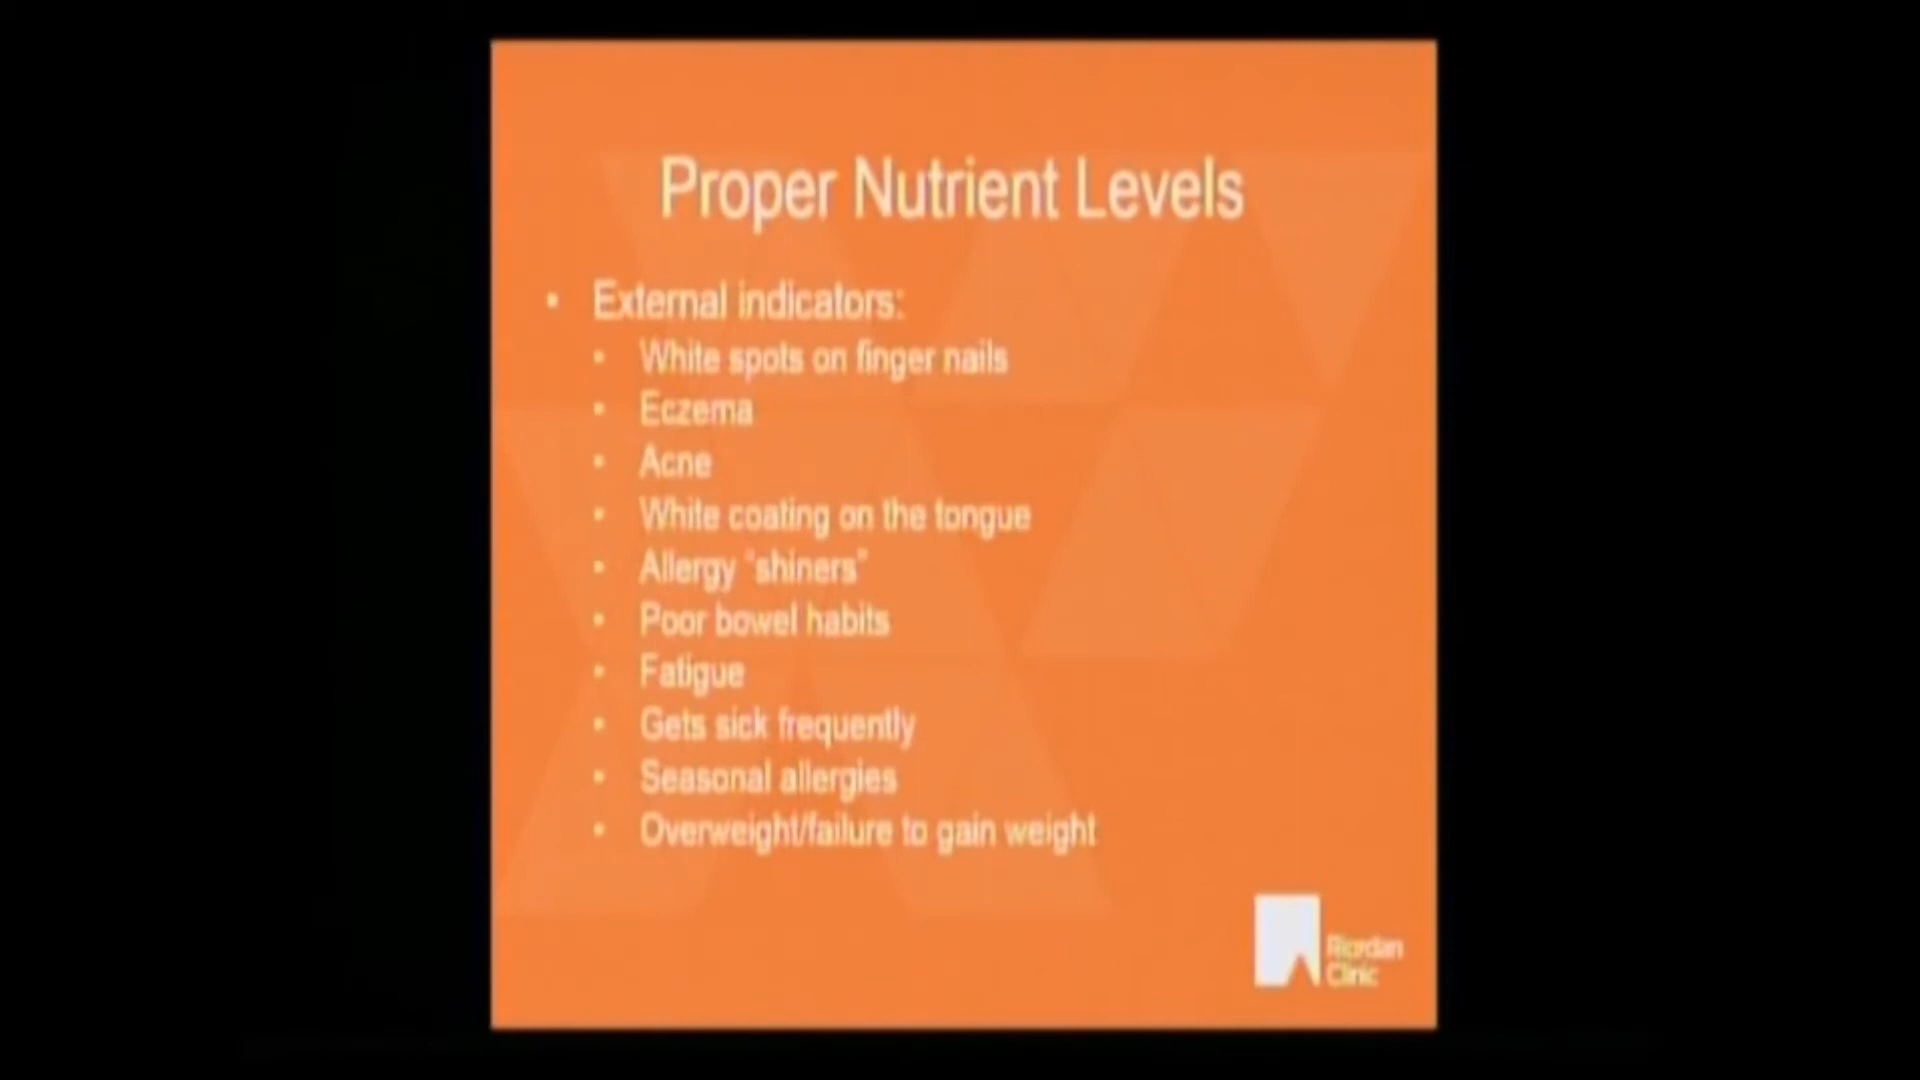 Proper Nutrient Levels
• External indicators:
• White spots on finger nails
• Eczema
• Acne
• White coating on the tongue
• Allergy "shiners"
• Poor bowel habits
• Fatigue
• Gets sick frequently
• Seasonal allergies
• Overweight/failure to gain weight
Riordan
Clinic